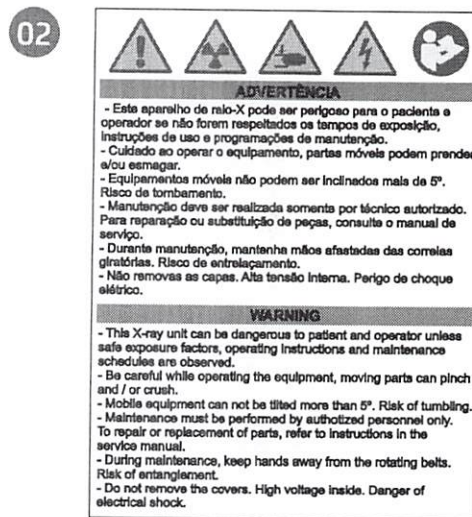 02
ADVERTÊNCIA
- Este aparelho de raio-X pode ser perigoso para o paciente e
operador se não forem respeitados os tempos de exposição,
instruções de uso e programações de manutenção.
- Cuidado ao operar o equipamento, partes móveis podem prender
e/ou esmagar.
- Equipamentos móveis não podem ser inclinados mais de 5º.
Risco de tombamento.
- Manutenção deve ser realizada somente por técnico autorizado.
Para reparação ou substituição de peças, consulte o manual de
serviço.
- Durante manutenção, mantenha mãos afastadas das correias
giratórias. Risco de entrelaçamento.
- Não removas as capas. Alta tensão interna. Perigo de choque
elétrico.
WARNING
- This X-ray unit can be dangerous to patient and operator unless
safe exposure factors, operating instructions and maintenance
schedules are observed.
- Be careful while operating the equipment, moving parts can pinch
and / or crush.
- Mobile equipment can not be tilted more than 5º. Risk of tumbling.
- Maintenance must be performed by authotized personnel only.
To repair or replacement of parts, refer to instructions in the
service manual.
- During maintenance, keep hands away from the rotating belts.
Risk of entanglement.
- Do not remove the covers. High voltage inside. Danger of
electrical shock.